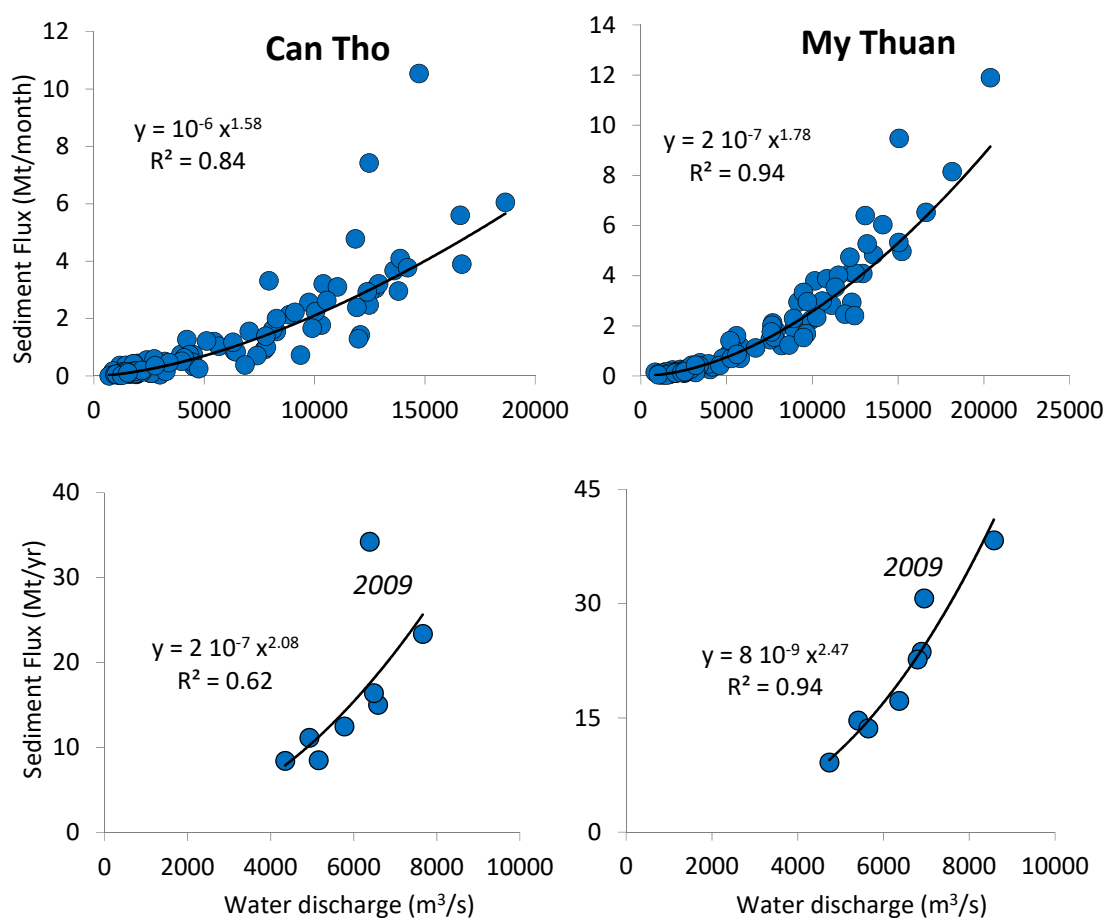 Can Tho
Sediment Flux (Mt/month)
12
10
8
6
4
2
0
y = 10⁻⁶ x¹·⁵⁸
R² = 0.84
0 5000 10000 15000 20000
My Thuan
14
12
10
8
6
4
2
0
y = 2 10⁻⁷ x¹·⁷⁸
R² = 0.94
0 5000 10000 15000 20000 25000
Sediment Flux (Mt/yr)
40
30
20
10
0
2009
y = 2 10⁻⁷ x²·⁰⁸
R² = 0.62
0 2000 4000 6000 8000 10000
Water discharge (m³/s)
45
30
15
0
2009
y = 8 10⁻⁹ x²·⁴⁷
R² = 0.94
0 2000 4000 6000 8000 10000
Water discharge (m³/s)